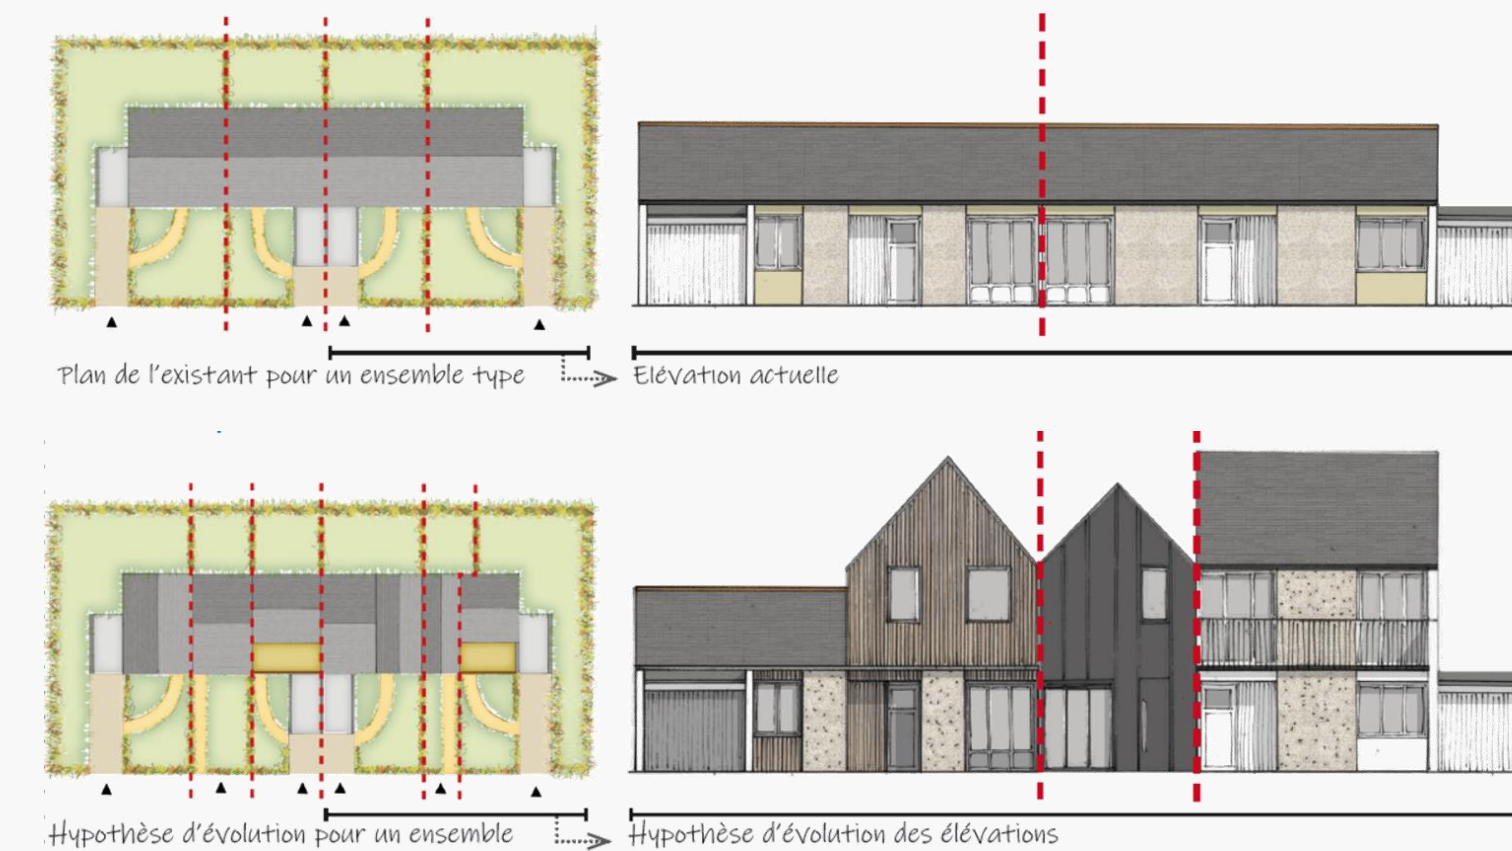 Plan de l'existant pour un ensemble type
Elévation actuelle
Hypothèse d'évolution pour un ensemble
Hypothèse d'évolution des élévations